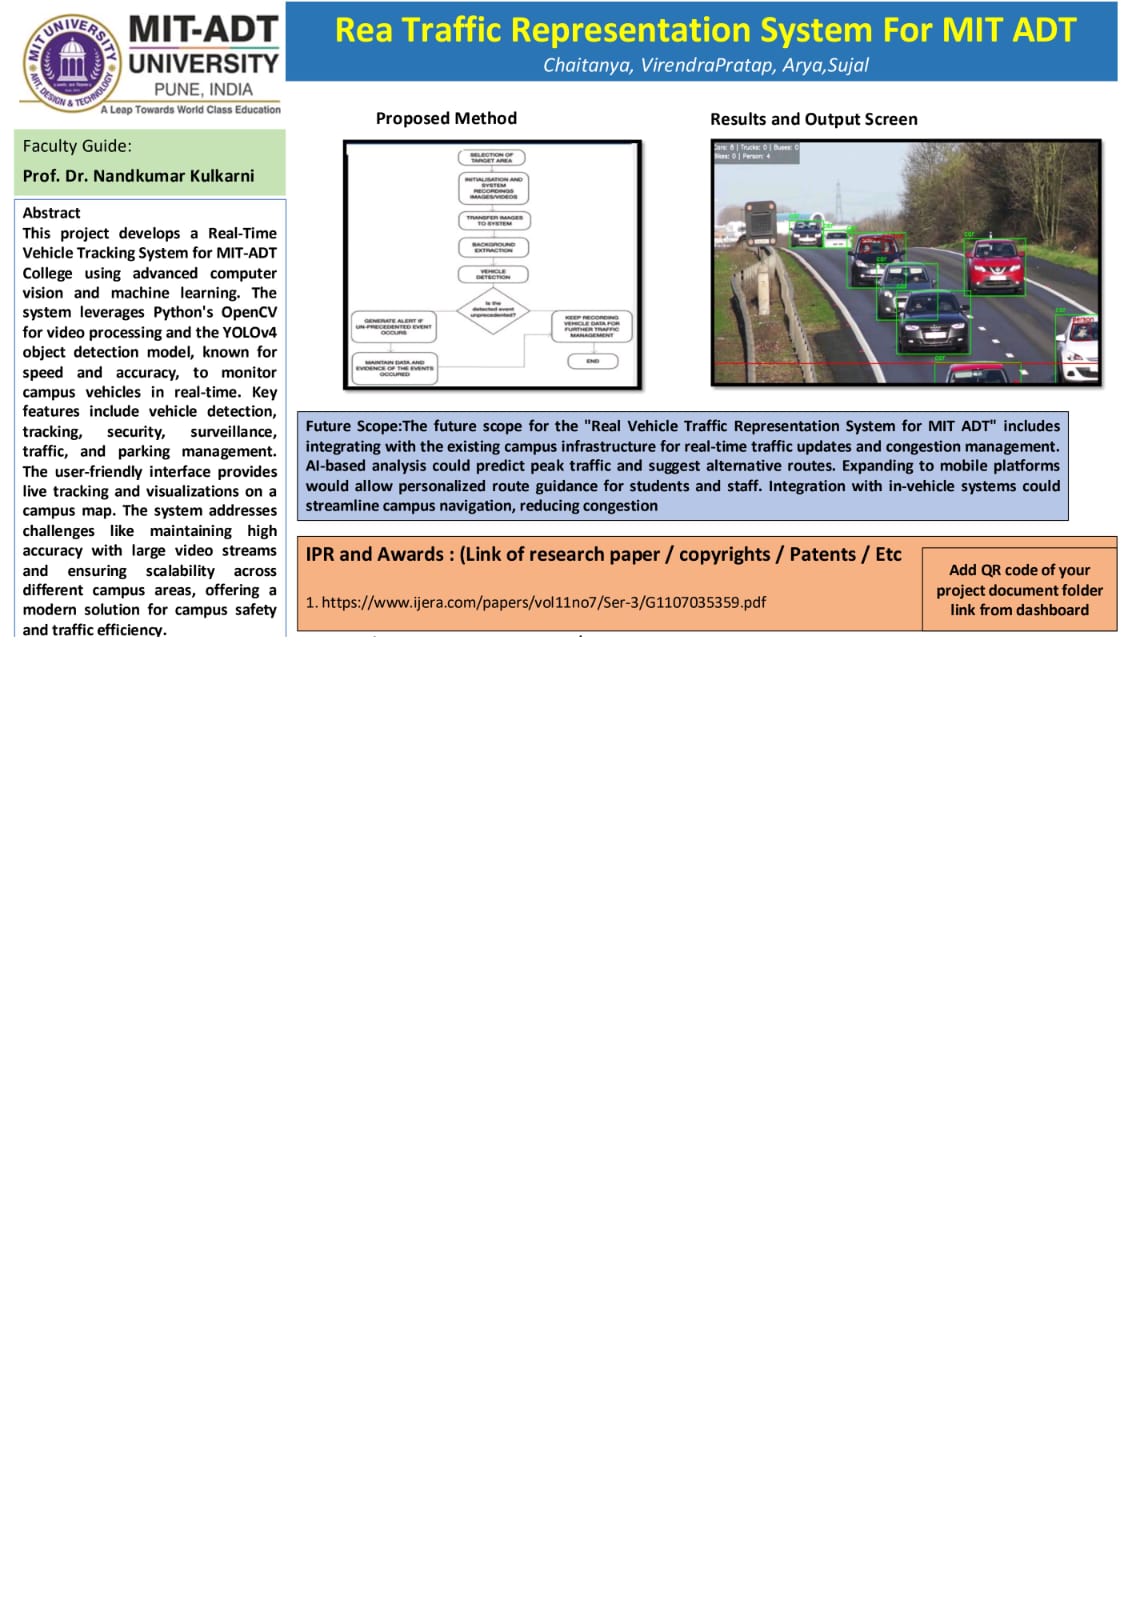 MIT-ADT
UNIVERSITY
PUNE, INDIA
A Leap Towards World Class Education
MIT UNIVERSITY
ART, DESIGN & TECHNOLOGY
Rea Traffic Representation System For MIT ADT
Chaitanya, VirendraPratap, Arya,Sujal
Faculty Guide:
Prof. Dr. Nandkumar Kulkarni
Abstract
This project develops a Real-Time
Vehicle Tracking System for MIT-ADT
College using advanced computer
vision and machine learning. The
system leverages Python's OpenCV
for video processing and the YOLOv4
object detection model, known for
speed and accuracy, to monitor
campus vehicles in real-time. Key
features include vehicle detection,
tracking, security, surveillance,
traffic, and parking management.
The user-friendly interface provides
live tracking and visualizations on a
campus map. The system addresses
challenges like maintaining high
accuracy with large video streams
and ensuring scalability across
different campus areas, offering a
modern solution for campus safety
and traffic efficiency.
Proposed Method
SELECTION OF
TARGET AREA
INITIALISATION AND
SYSTEM
RECORDINGS
IMAGES/VIDEOS
TRANSFER IMAGES
TO SYSTEM
BACKGROUND
EXTRACTION
VEHICLE
DETECTION
Is the
detected event
unprecedented?
GENERATE ALERT IF
UN-PRECEDENTED EVENT
OCCURS
MAINTAIN DATA AND
EVIDENCE OF THE EVENTS
OCCURED
KEEP RECORDING
VEHICLE DATA FOR
FURTHER TRAFFIC
MANAGEMENT
END
Results and Output Screen
Cars: 8 | Trucks: 0 | Buses: 0
Bikes: 0 | Person: 4
car
car
car
car
car
car
car
person
Future Scope:The future scope for the "Real Vehicle Traffic Representation System for MIT ADT" includes
integrating with the existing campus infrastructure for real-time traffic updates and congestion management.
AI-based analysis could predict peak traffic and suggest alternative routes. Expanding to mobile platforms
would allow personalized route guidance for students and staff. Integration with in-vehicle systems could
streamline campus navigation, reducing congestion
IPR and Awards : (Link of research paper / copyrights / Patents / Etc
1. https://www.ijera.com/papers/vol11no7/Ser-3/G1107035359.pdf
Add QR code of your
project document folder
link from dashboard